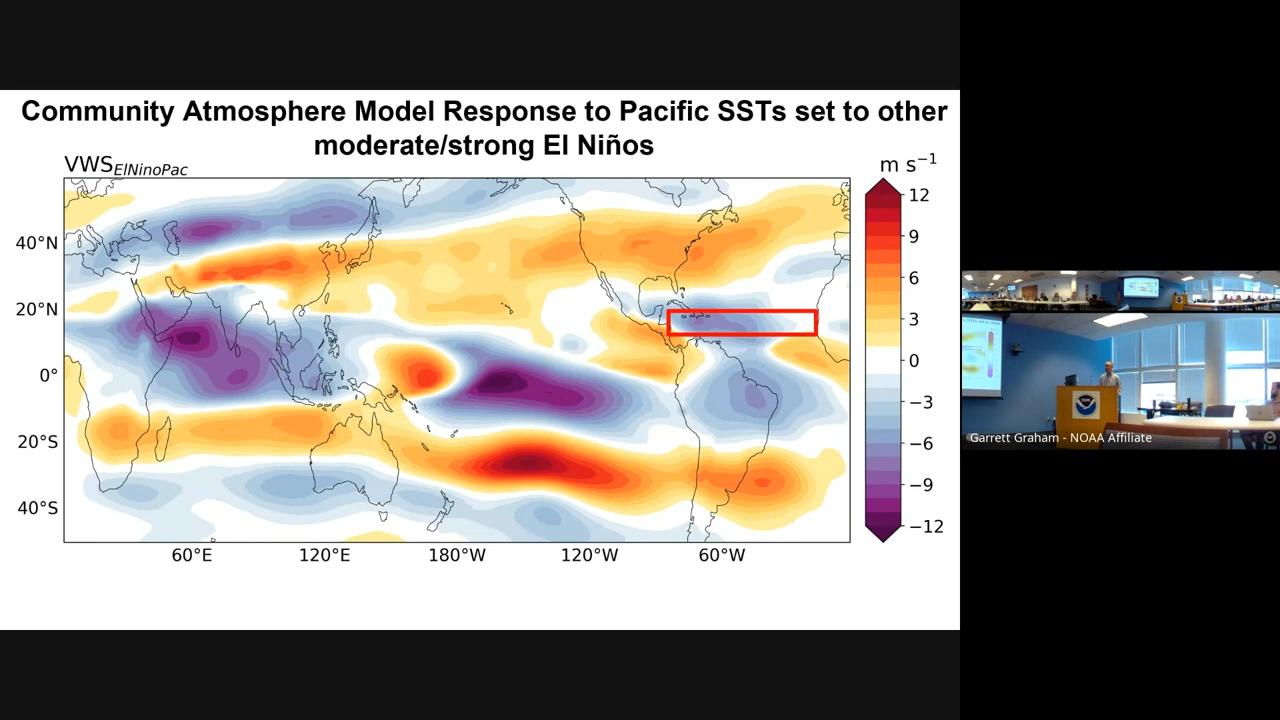 Community Atmosphere Model Response to Pacific SSTs set to other
moderate/strong El Niños
VWS_ElNinoPac
m s⁻¹
12
9
6
3
0
−3
−6
−9
−12
40°N
20°N
0°
20°S
40°S
60°E 120°E 180°W 120°W 60°W
Garrett Graham - NOAA Affiliate